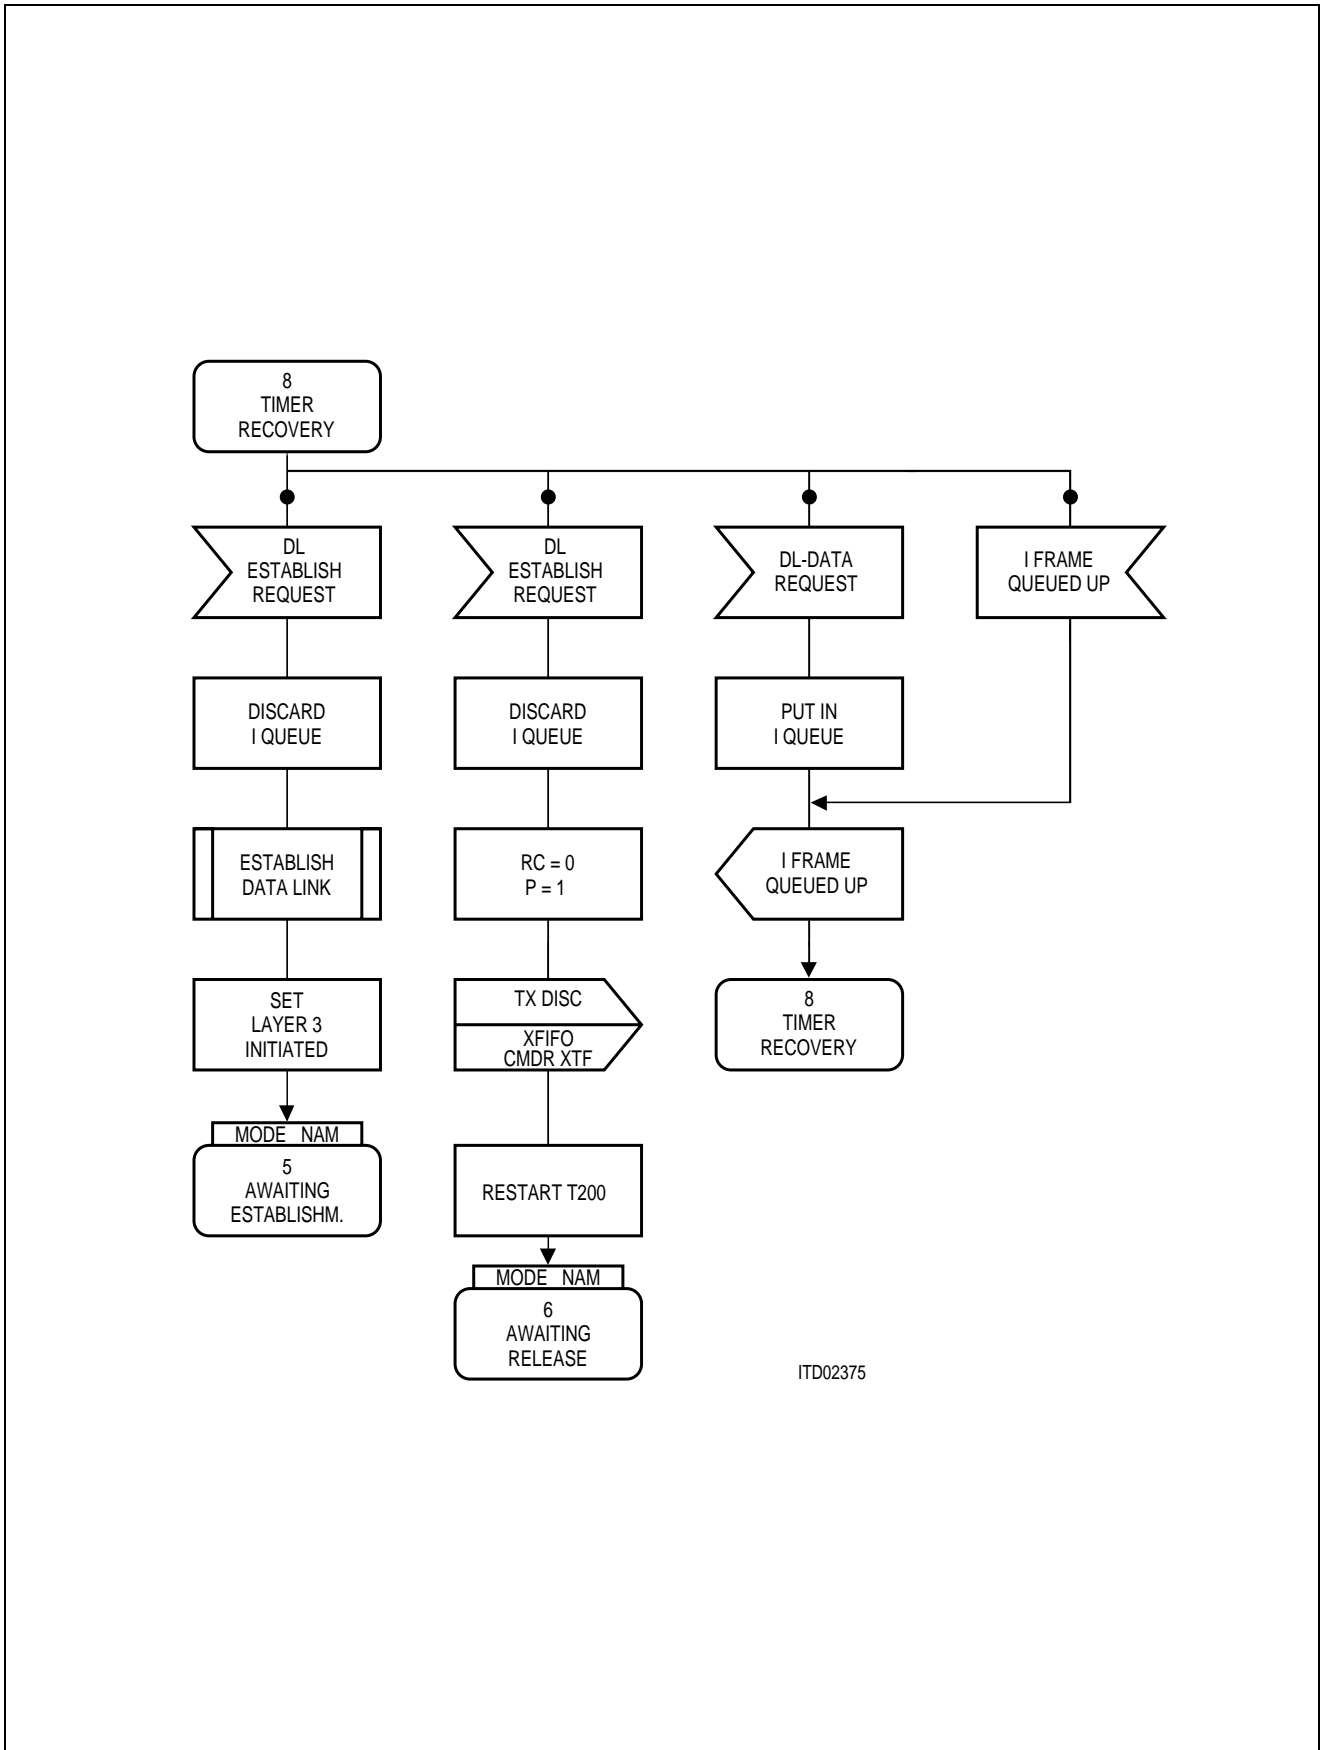 8
TIMER
RECOVERY
DL
ESTABLISH
REQUEST
DL
ESTABLISH
REQUEST
DL-DATA
REQUEST
I FRAME
QUEUED UP
DISCARD
I QUEUE
DISCARD
I QUEUE
PUT IN
I QUEUE
ESTABLISH
DATA LINK
RC = 0
P = 1
I FRAME
QUEUED UP
SET
LAYER 3
INITIATED
TX DISC
XFIFO
CMDR XTF
8
TIMER
RECOVERY
MODE NAM
5
AWAITING
ESTABLISHM.
RESTART T200
MODE NAM
6
AWAITING
RELEASE
ITD02375